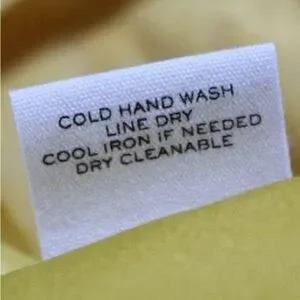 COLD HAND WASH
LINE DRY
COOL IRON IF NEEDED
DRY CLEANABLE